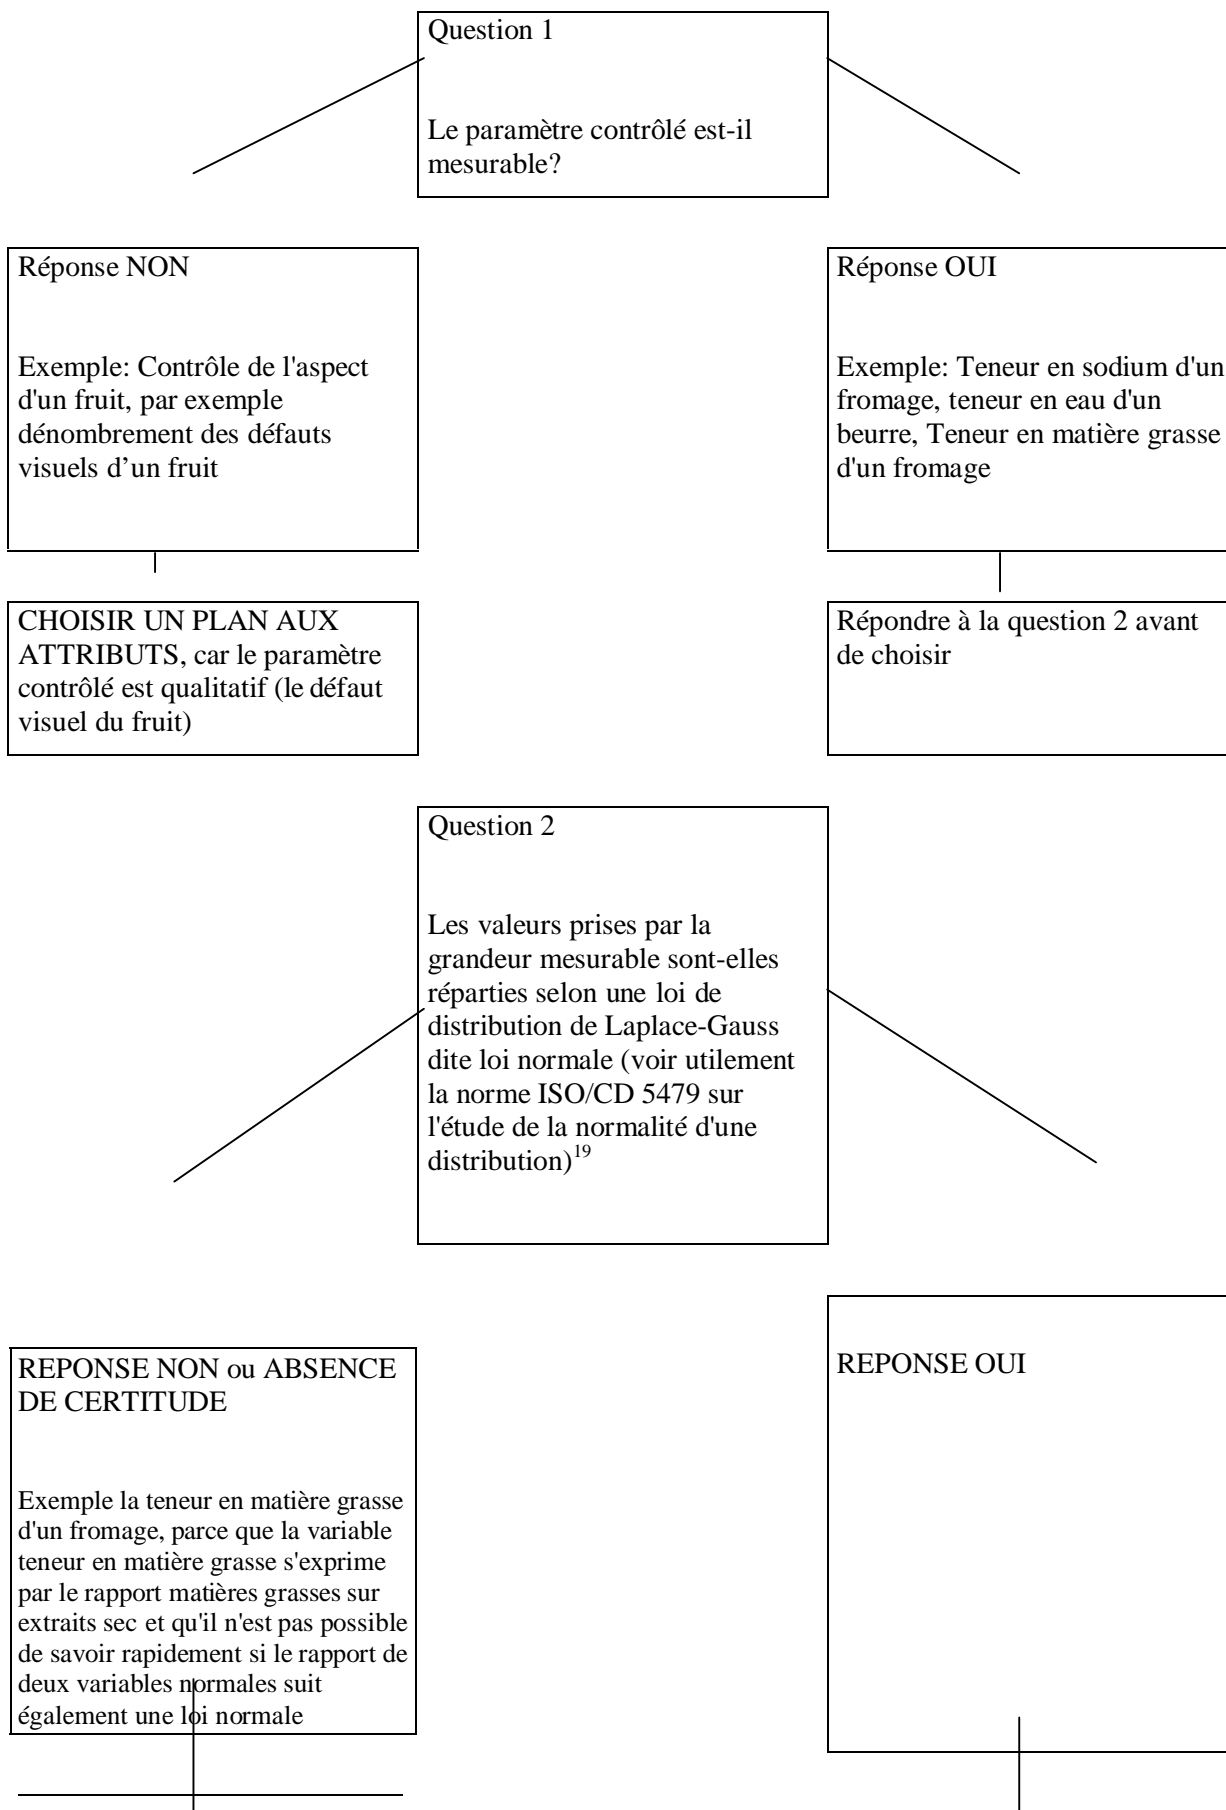 Question 1
Le paramètre contrôlé est-il
mesurable?
Réponse NON
Exemple: Contrôle de l'aspect
d'un fruit, par exemple
dénombrement des défauts
visuels d’un fruit
Réponse OUI
Exemple: Teneur en sodium d'un
fromage, teneur en eau d'un
beurre, Teneur en matière grasse
d'un fromage
CHOISIR UN PLAN AUX
ATTRIBUTS, car le paramètre
contrôlé est qualitatif (le défaut
visuel du fruit)
Répondre à la question 2 avant
de choisir
Question 2
Les valeurs prises par la
grandeur mesurable sont-elles
réparties selon une loi de
distribution de Laplace-Gauss
dite loi normale (voir utilement
la norme ISO/CD 5479 sur
l'étude de la normalité d'une
distribution)19
REPONSE NON ou ABSENCE
DE CERTITUDE
Exemple la teneur en matière grasse
d'un fromage, parce que la variable
teneur en matière grasse s'exprime
par le rapport matières grasses sur
extraits sec et qu'il n'est pas possible
de savoir rapidement si le rapport de
deux variables normales suit
également une loi normale
REPONSE OUI